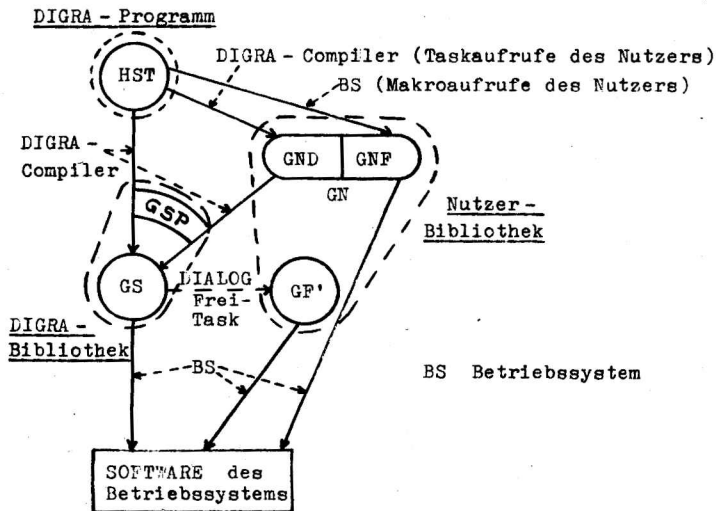 DIGRA-Programm
DIGRA-Compiler (Taskaufrufe des Nutzers)
HST
BS (Makroaufrufe des Nutzers)
DIGRA-
Compiler
GND
GNF
GN
GSP
Nutzer-
Bibliothek
GS
DIALOG
Frei-
Task
GF'
DIGRA-
Bibliothek
BS
BS Betriebssystem
SOFTWARE des
Betriebssystems